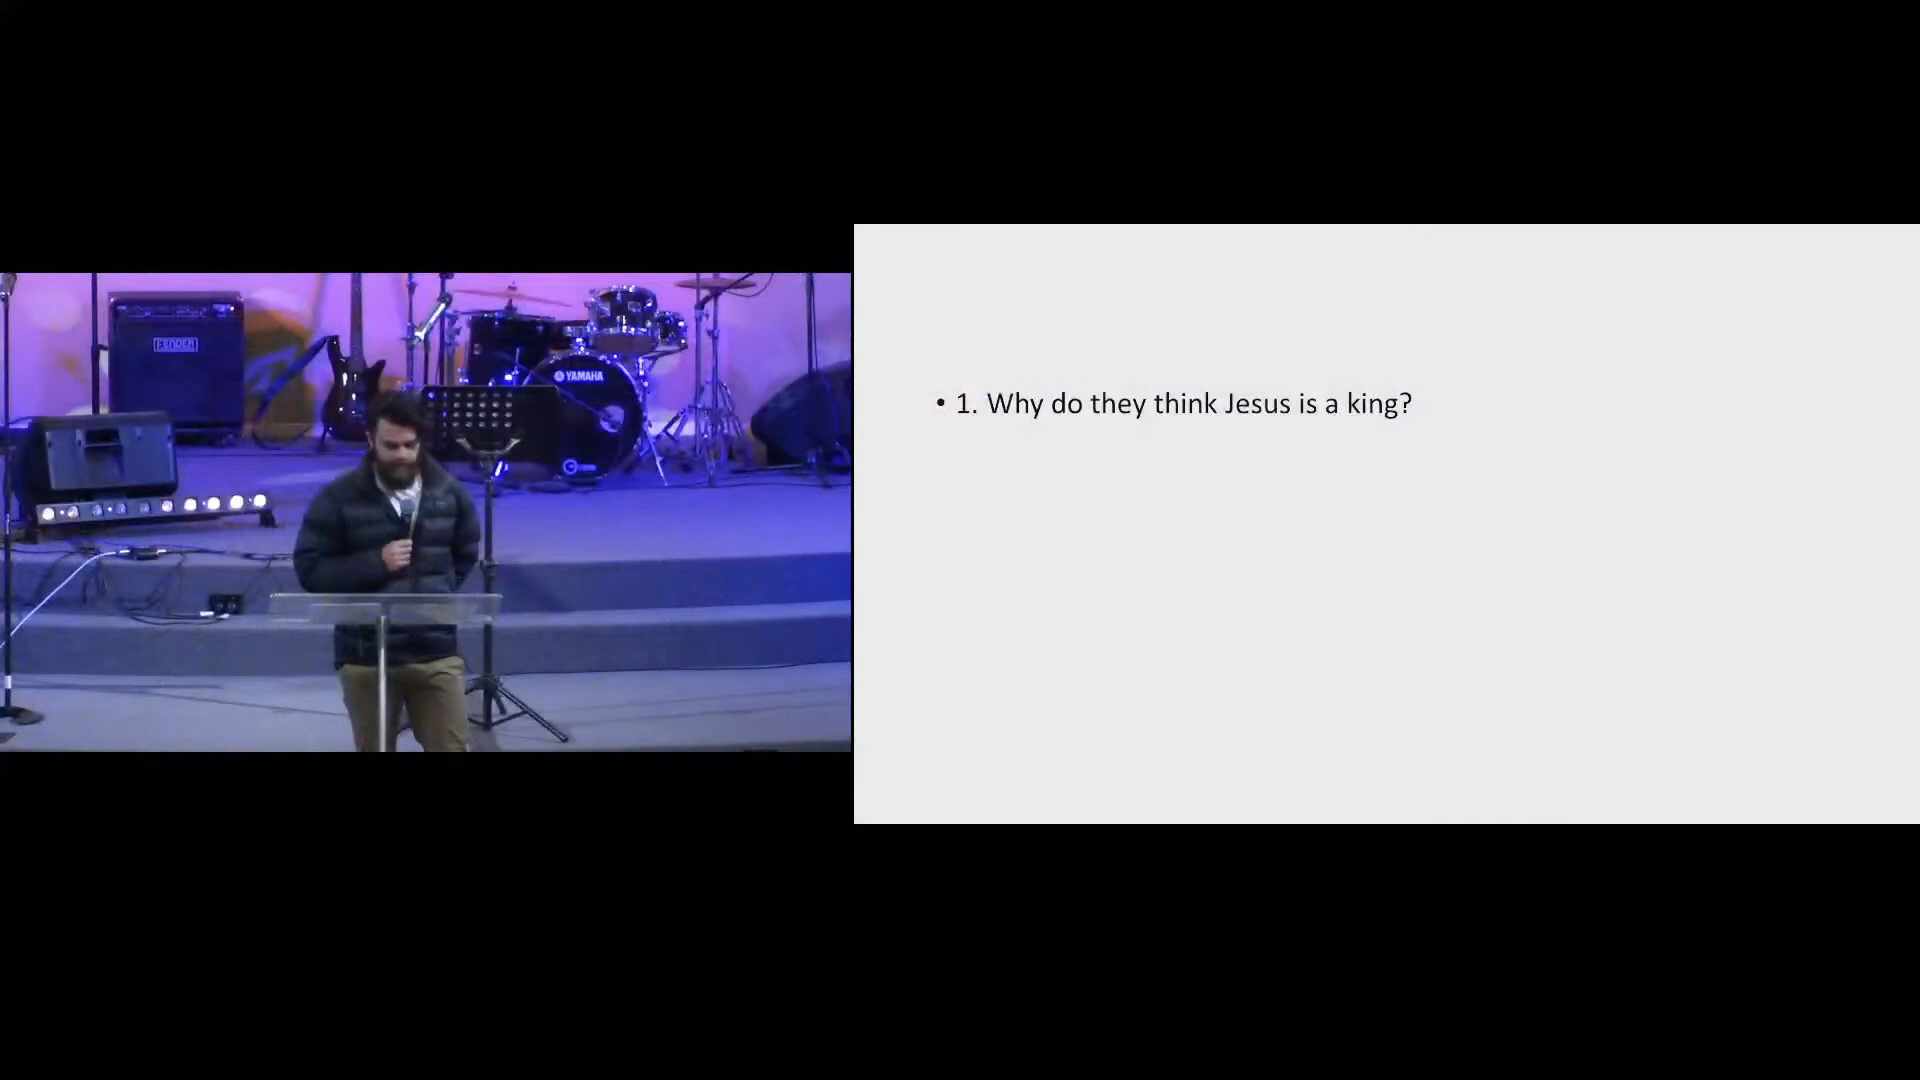 FENDER
YAMAHA
• 1. Why do they think Jesus is a king?